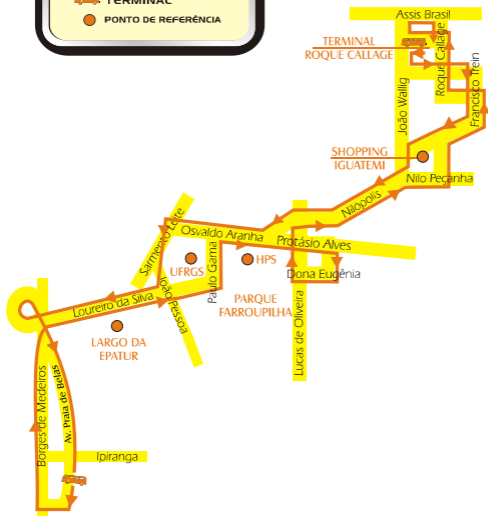 TERMINAL
PONTO DE REFERÊNCIA
Assis Brasil
TERMINAL
ROQUE CALLAGE
Roque Callage
Francisco Trein
João Wallig
SHOPPING
IGUATEMI
Nilo Peçanha
Nilópolis
Sarmento Leite
Osvaldo Aranha
Protásio Alves
UFRGS
Paulo Gama
HPS
Dona Eugênia
João Pessoa
PARQUE
FARROUPILHA
Lucas de Oliveira
Loureiro da Silva
LARGO DA
EPATUR
Borges de Medeiros
Av. Praia de Belas
Ipiranga